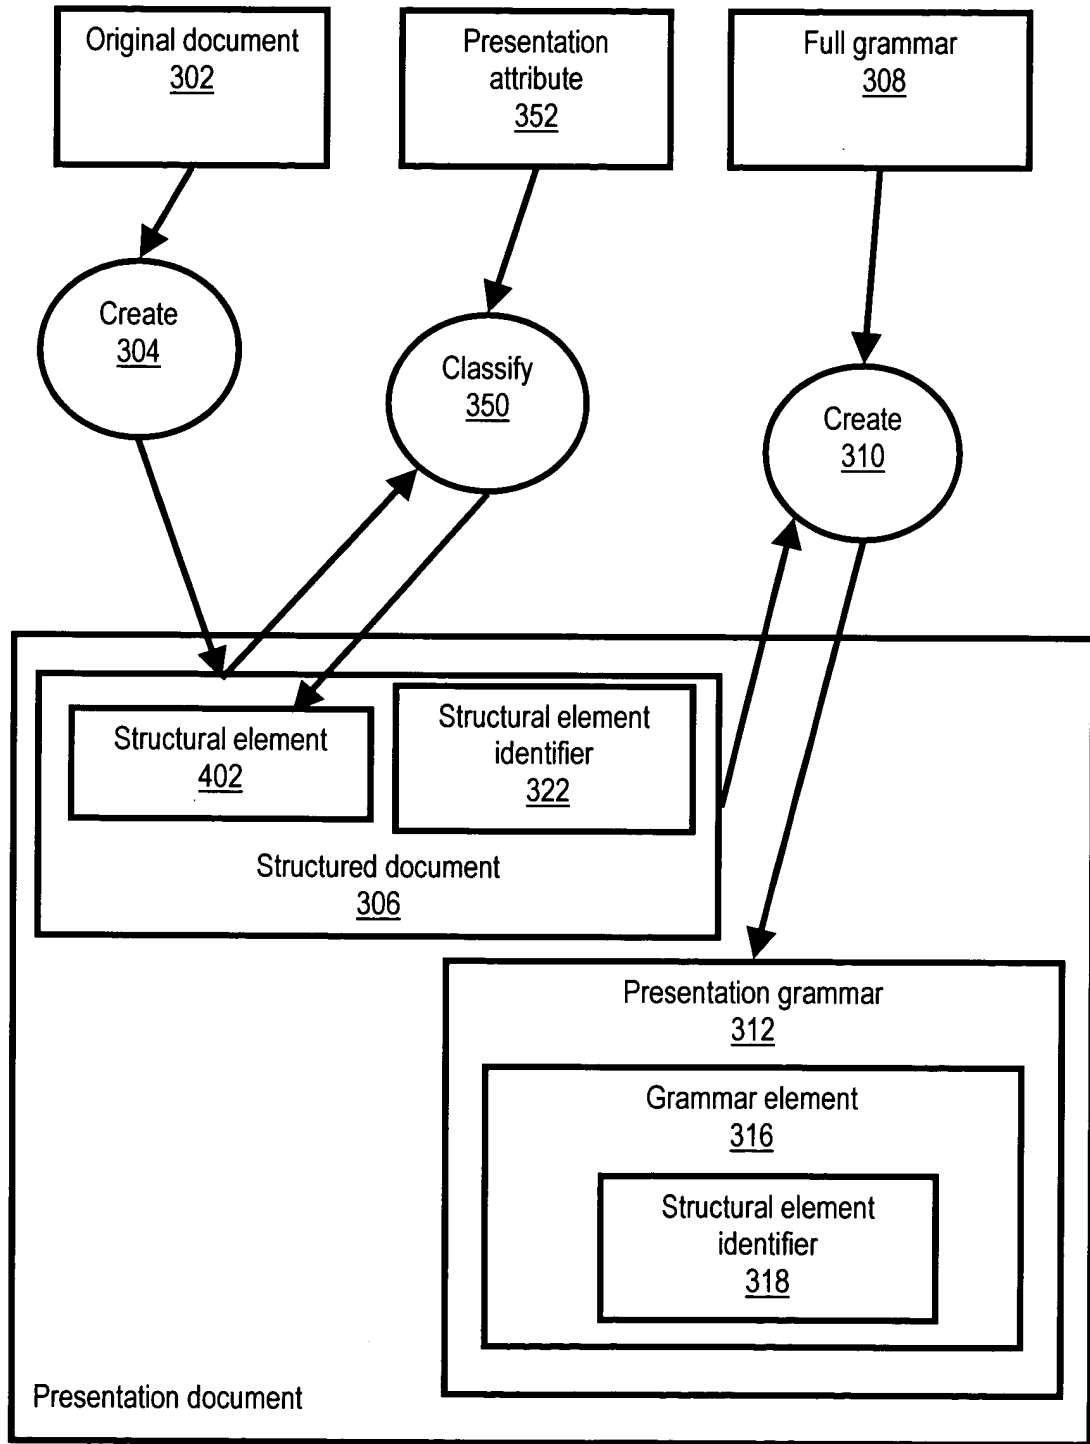 Original document
302
Presentation
attribute
352
Full grammar
308
Create
304
Classify
350
Create
310
Structural element
402
Structural element
identifier
322
Structured document
306
Presentation grammar
312
Grammar element
316
Structural element
identifier
318
Presentation document